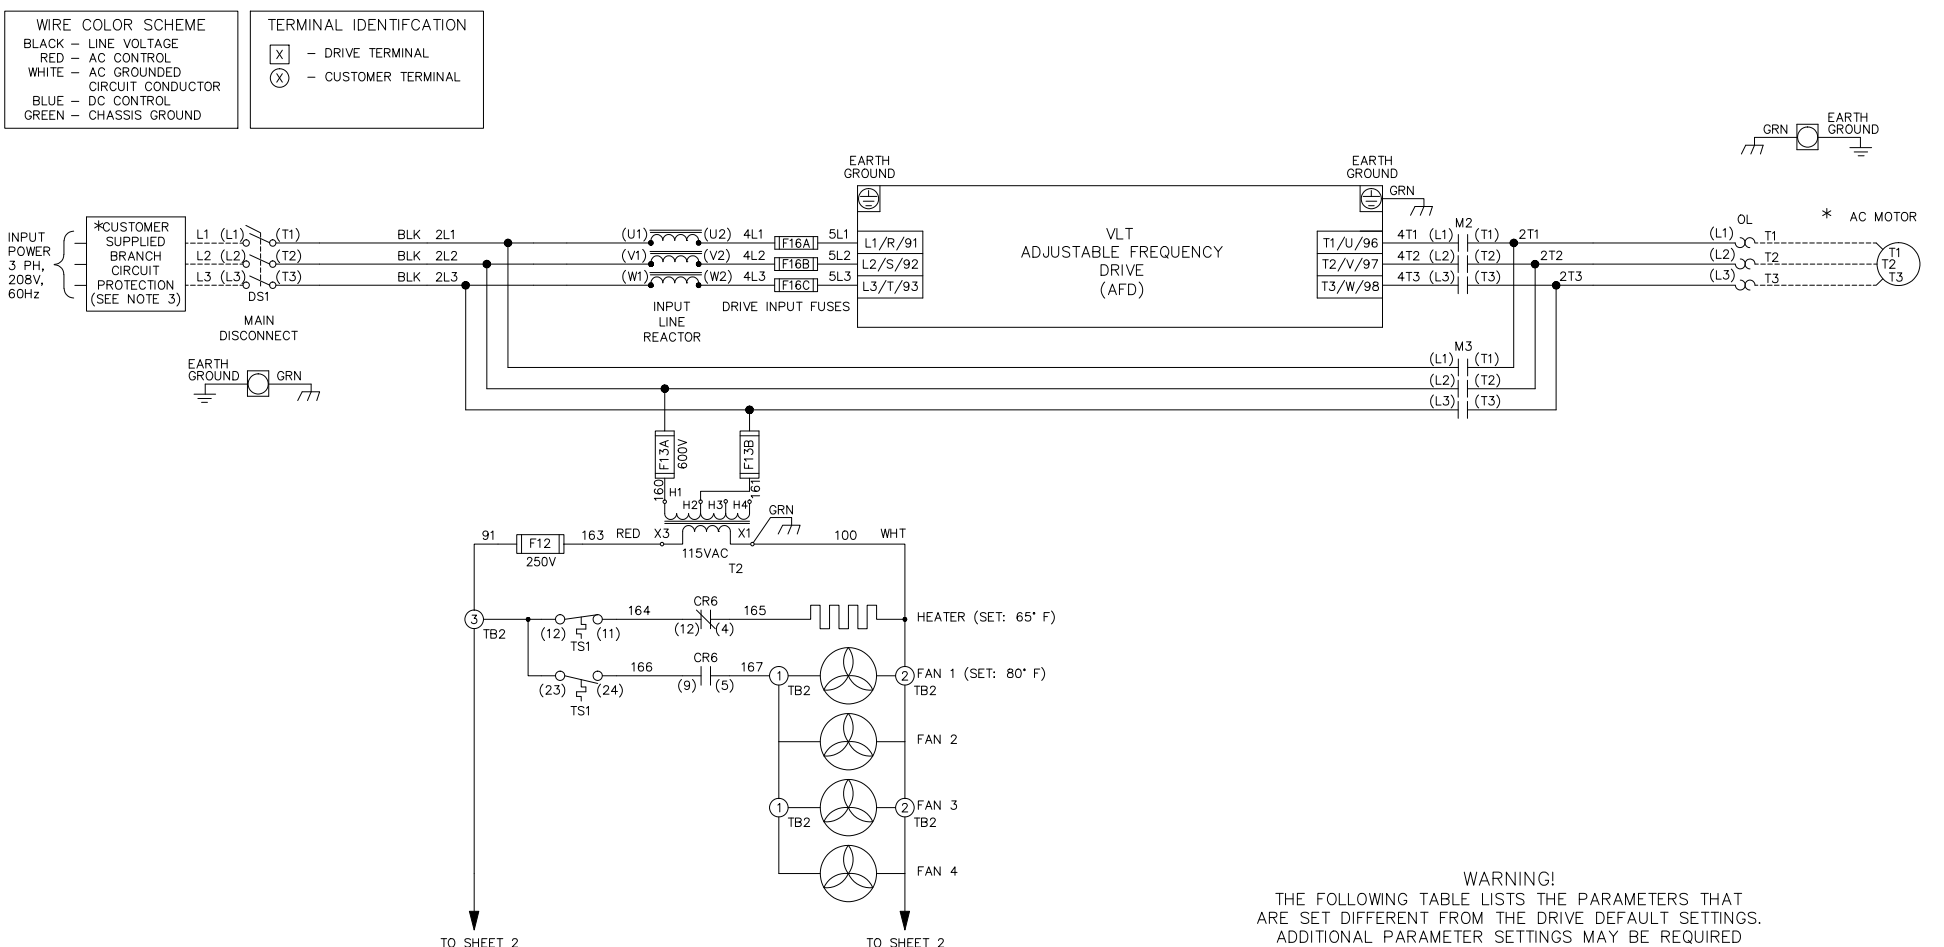 WIRE COLOR SCHEME
BLACK – LINE VOLTAGE
RED – AC CONTROL
WHITE – AC GROUNDED
CIRCUIT CONDUCTOR
BLUE – DC CONTROL
GREEN – CHASSIS GROUND
TERMINAL IDENTIFCATION
X – DRIVE TERMINAL
X – CUSTOMER TERMINAL
GRN
EARTH
GROUND
INPUT
POWER
3 PH,
208V,
60Hz
*CUSTOMER
SUPPLIED
BRANCH
CIRCUIT
PROTECTION
(SEE NOTE 3)
L1 (L1) (T1) BLK 2L1 (U1) (U2) 4L1 F16A 5L1 L1/R/91
L2 (L2) (T2) BLK 2L2 (V1) (V2) 4L2 F16B 5L2 L2/S/92
L3 (L3) (T3) BLK 2L3 (W1) (W2) 4L3 F16C 5L3 L3/T/93
DS1
MAIN
DISCONNECT
INPUT
LINE
REACTOR
DRIVE INPUT FUSES
EARTH
GROUND
VLT
ADJUSTABLE FREQUENCY
DRIVE
(AFD)
EARTH
GROUND
GRN
M2
T1/U/96 4T1 (L1) (T1) 2T1
T2/V/97 4T2 (L2) (T2) 2T2
T3/W/98 4T3 (L3) (T3) 2T3
OL
* AC MOTOR
(L1) T1
(L2) T2
(L3) T3
T1
T2
T3
EARTH
GROUND
GRN
M3
(L1) (T1)
(L2) (T2)
(L3) (T3)
F13A
600V
F13B
160
161
H1
H2 H3 H4
GRN
91 F12 163 RED X3 X1 100 WHT
250V
115VAC
T2
3
TB2
(12) (11)
TS1
164
CR6
(12) (4)
165
HEATER (SET: 65° F)
(23) (24)
TS1
166
CR6
(9) (5)
167
1
TB2
2
TB2
FAN 1 (SET: 80° F)
FAN 2
1
TB2
2
TB2
FAN 3
FAN 4
TO SHEET 2
TO SHEET 2
WARNING!
THE FOLLOWING TABLE LISTS THE PARAMETERS THAT
ARE SET DIFFERENT FROM THE DRIVE DEFAULT SETTINGS.
ADDITIONAL PARAMETER SETTINGS MAY BE REQUIRED